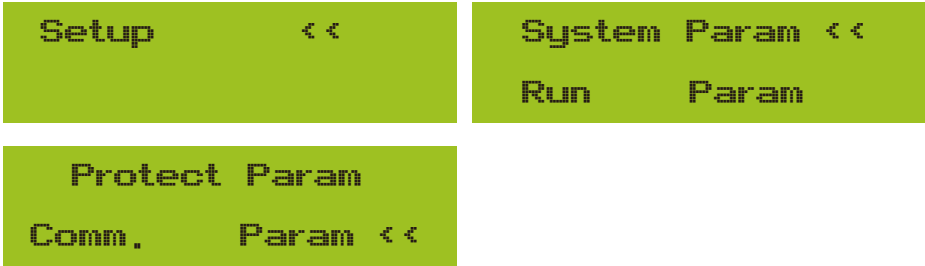 Setup <<
System Param <<
Run Param
Protect Param
Comm. Param <<